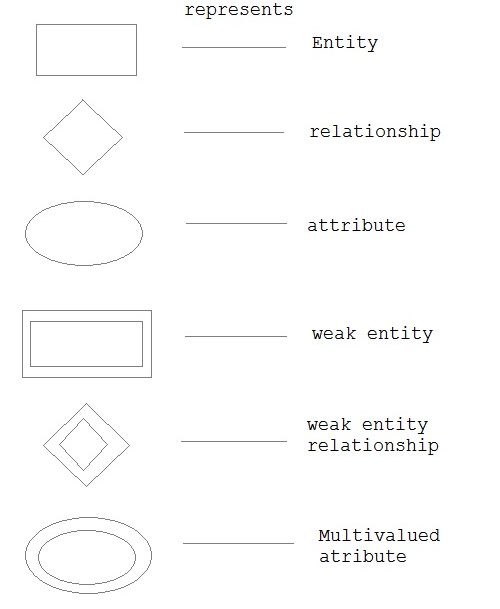 represents
Entity
relationship
attribute
weak entity
weak entity
relationship
Multivalued
atribute